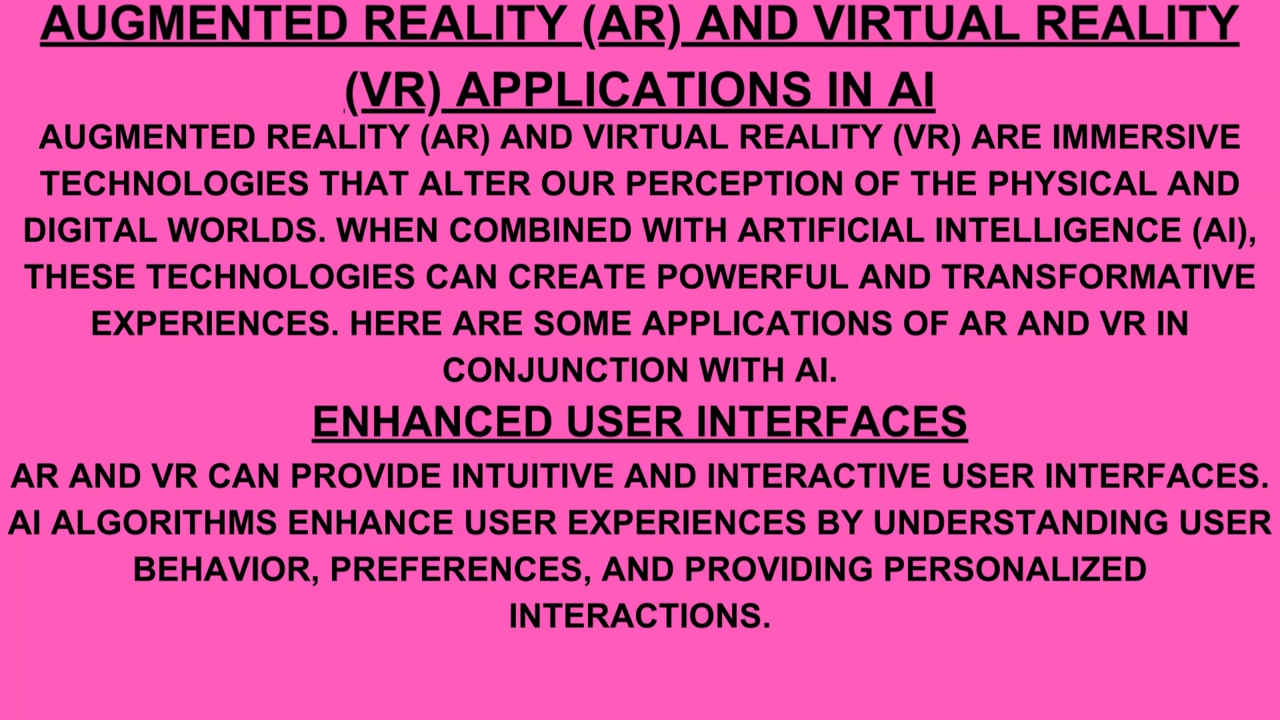 AUGMENTED REALITY (AR) AND VIRTUAL REALITY
(VR) APPLICATIONS IN AI
AUGMENTED REALITY (AR) AND VIRTUAL REALITY (VR) ARE IMMERSIVE
TECHNOLOGIES THAT ALTER OUR PERCEPTION OF THE PHYSICAL AND
DIGITAL WORLDS. WHEN COMBINED WITH ARTIFICIAL INTELLIGENCE (AI),
THESE TECHNOLOGIES CAN CREATE POWERFUL AND TRANSFORMATIVE
EXPERIENCES. HERE ARE SOME APPLICATIONS OF AR AND VR IN
CONJUNCTION WITH AI.
ENHANCED USER INTERFACES
AR AND VR CAN PROVIDE INTUITIVE AND INTERACTIVE USER INTERFACES.
AI ALGORITHMS ENHANCE USER EXPERIENCES BY UNDERSTANDING USER
BEHAVIOR, PREFERENCES, AND PROVIDING PERSONALIZED
INTERACTIONS.